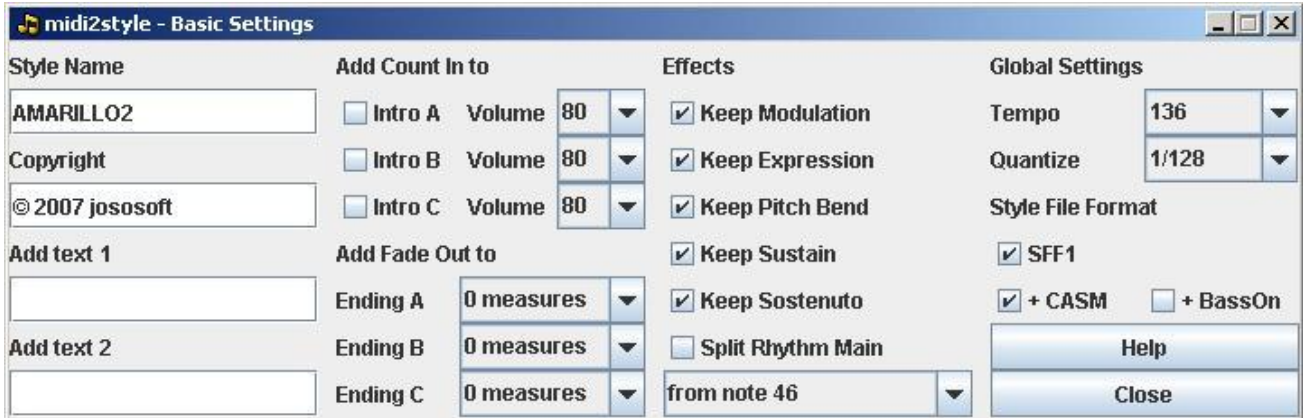 midi2style - Basic Settings
Style Name
AMARILLO2
Copyright
© 2007 jososoft
Add text 1
Add text 2
Add Count In to
Intro A Volume 80
Intro B Volume 80
Intro C Volume 80
Add Fade Out to
Ending A 0 measures
Ending B 0 measures
Ending C 0 measures
Effects
Keep Modulation
Keep Expression
Keep Pitch Bend
Keep Sustain
Keep Sostenuto
Split Rhythm Main
from note 46
Global Settings
Tempo 136
Quantize 1/128
Style File Format
SFF1
+ CASM + BassOn
Help
Close